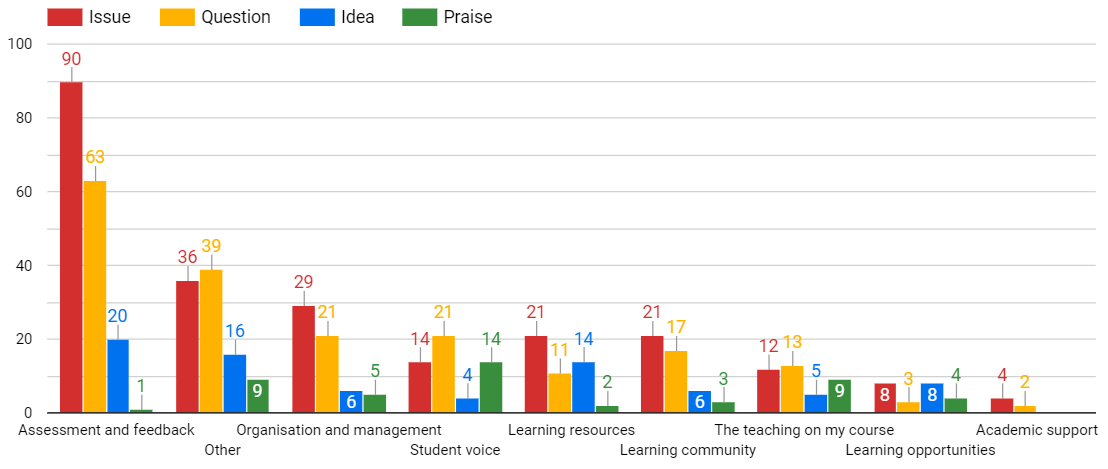 Issue Question Idea Praise
100
80
60
40
20
0
90 63 20 1
36 39 16 9
29 21 6 5
14 21 4 14
21 11 14 2
21 17 6 3
12 13 5 9
8 3 8 4
4 2
Assessment and feedback Organisation and management Learning resources The teaching on my course Academic support
Other Student voice Learning community Learning opportunities